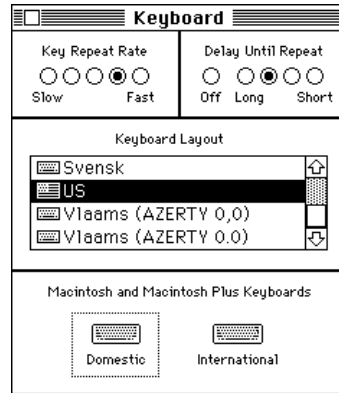 Keyboard
Key Repeat Rate
Slow Fast
Delay Until Repeat
Off Long Short
Keyboard Layout
Svensk
US
Vlaams (AZERTY 0,0)
Vlaams (AZERTY 0.0)
Macintosh and Macintosh Plus Keyboards
Domestic International